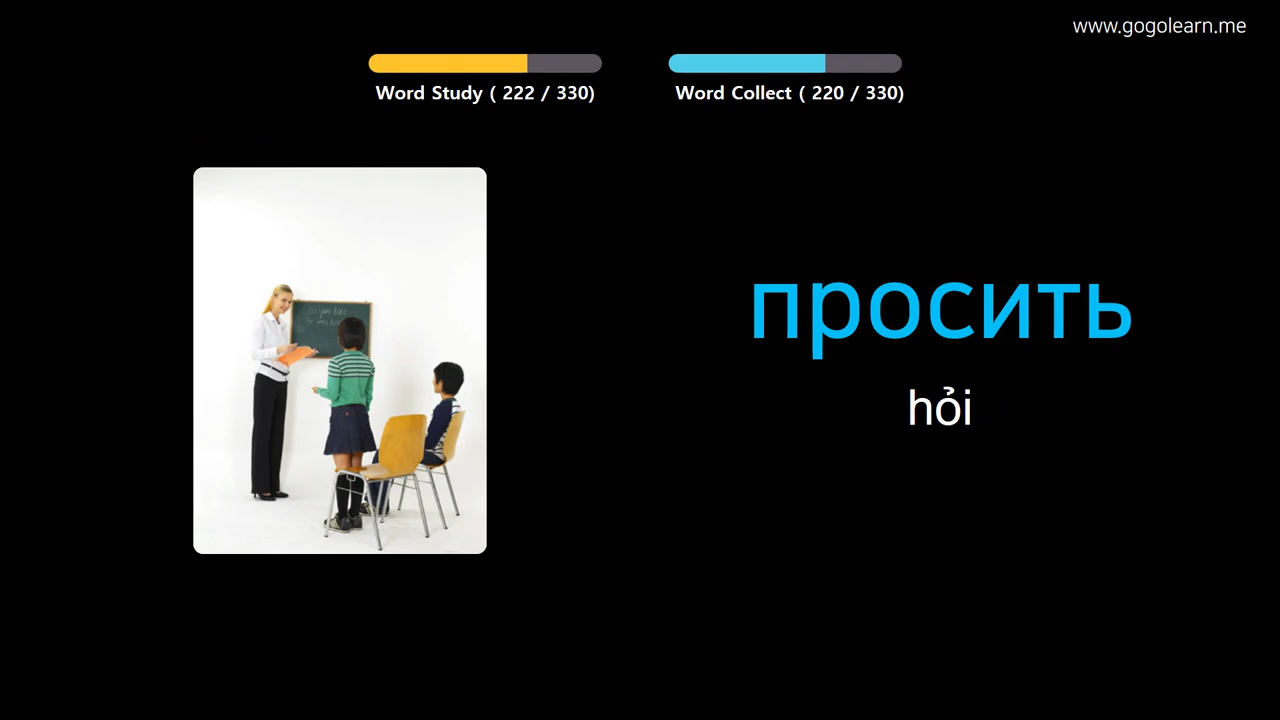 www.gogolearn.me
Word Study ( 222 / 330)
Word Collect ( 220 / 330)
просить
hỏi